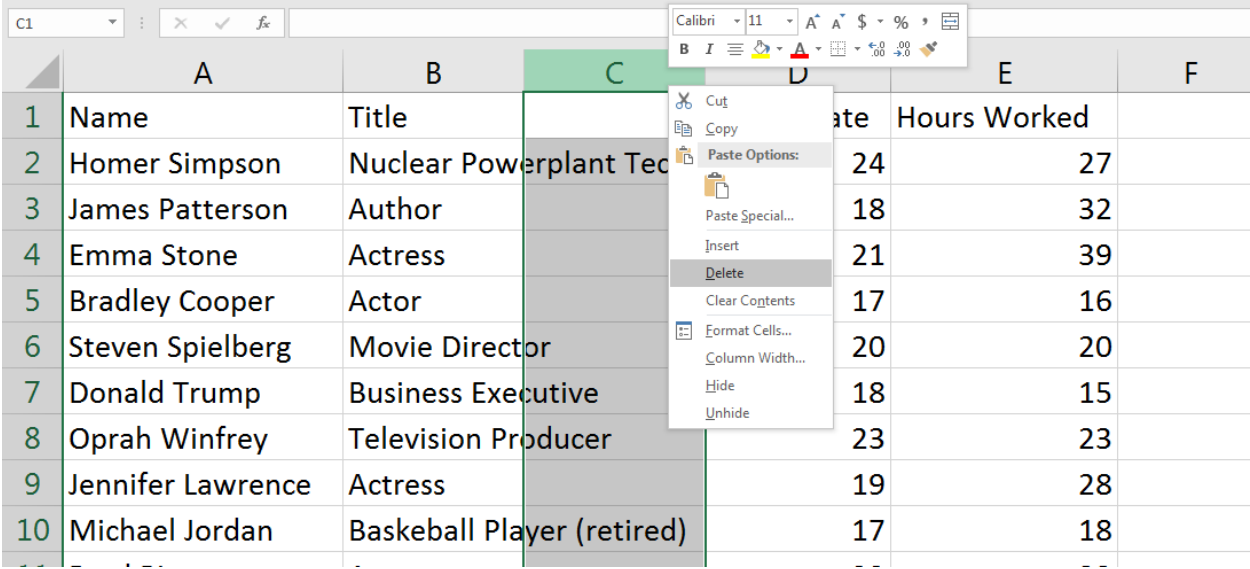 C1 fx Calibri 11 A A $ % ,
B I A .00 .00
A B C D E F
1 Name Title ate Hours Worked
2 Homer Simpson Nuclear Powerplant Tec 24 27
3 James Patterson Author 18 32
4 Emma Stone Actress 21 39
5 Bradley Cooper Actor 17 16
6 Steven Spielberg Movie Director 20 20
7 Donald Trump Business Executive 18 15
8 Oprah Winfrey Television Producer 23 23
9 Jennifer Lawrence Actress 19 28
10 Michael Jordan Baskeball Player (retired) 17 18
Cut
Copy
Paste Options:
Paste Special...
Insert
Delete
Clear Contents
Format Cells...
Column Width...
Hide
Unhide